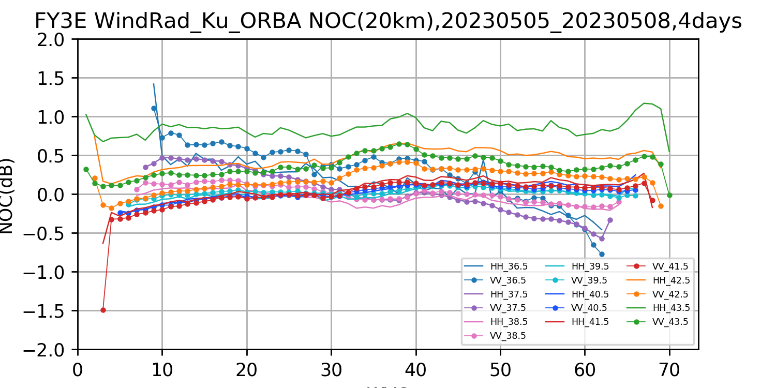 FY3E WindRad_Ku_ORBA NOC(20km),20230505_20230508,4days
NOC(dB)
2.0
1.5
1.0
0.5
0.0
−0.5
−1.0
−1.5
−2.0
0 10 20 30 40 50 60 70
HH_36.5 HH_39.5 VV_41.5
VV_36.5 VV_39.5 HH_42.5
HH_37.5 HH_40.5 VV_42.5
VV_37.5 VV_40.5 HH_43.5
HH_38.5 HH_41.5 VV_43.5
VV_38.5